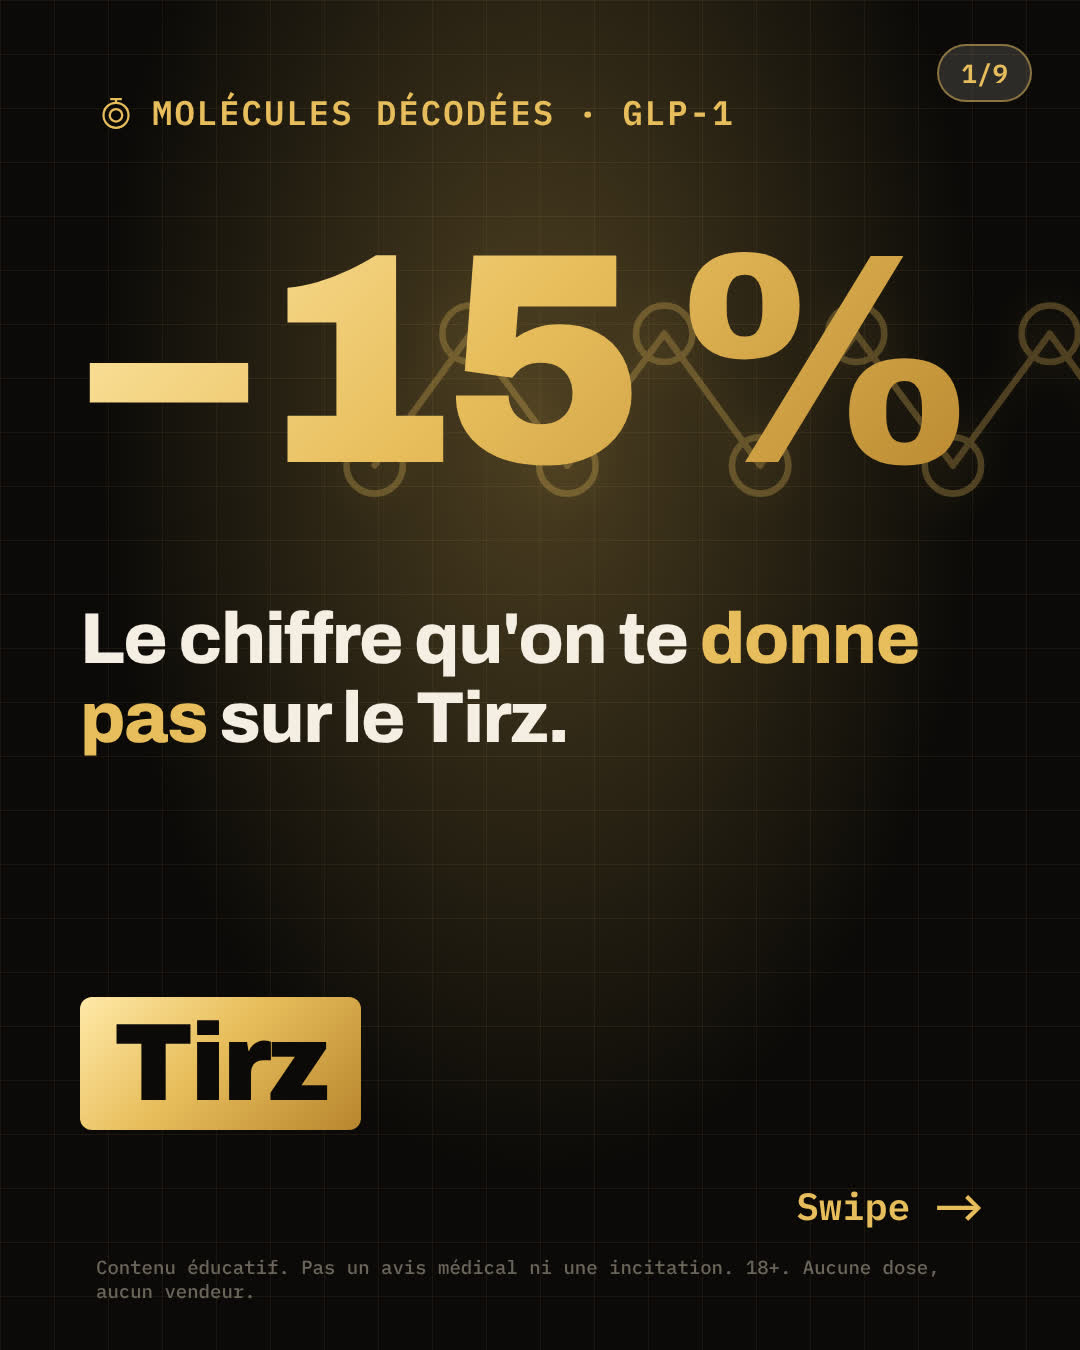 1/9
MOLÉCULES DÉCODÉES · GLP-1
–15%
Le chiffre qu'on te donne
pas sur le Tirz.
Tirz
Swipe →
Contenu éducatif. Pas un avis médical ni une incitation. 18+. Aucune dose,
aucun vendeur.